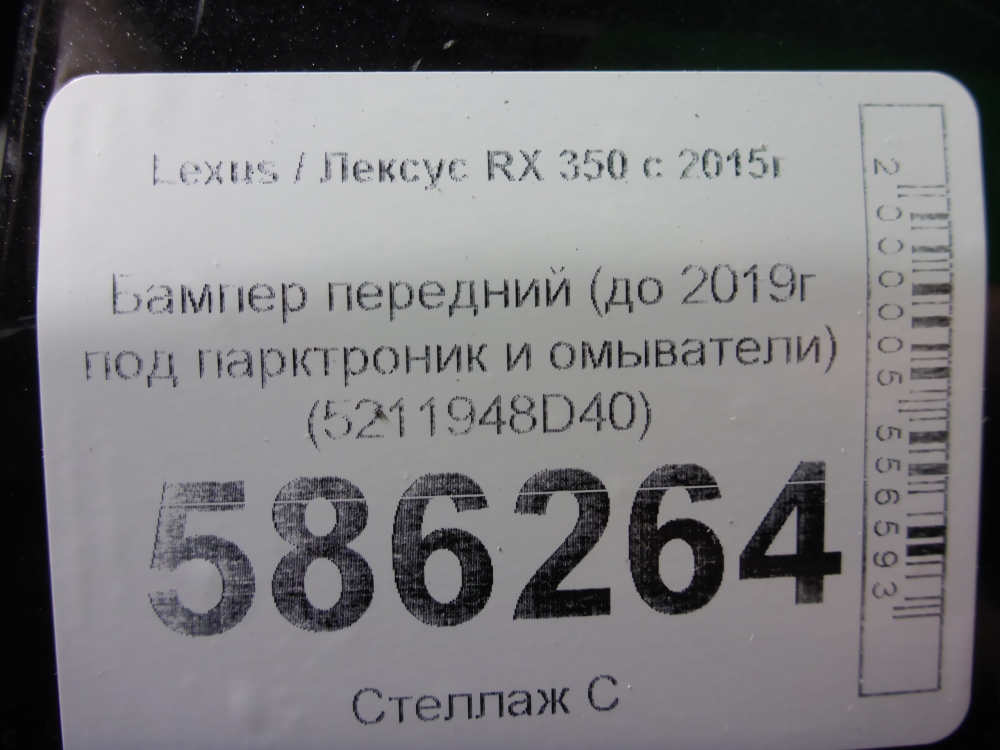 Lexus / Лексус RX 350 с 2015г
Бампер передний (до 2019г
под парктроник и омыватели)
(5211948D40)
586264
Стеллаж С
2000005556593